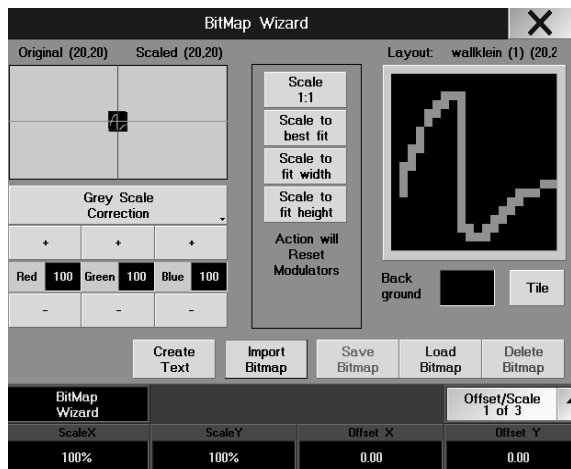 BitMap Wizard
Original (20,20) Scaled (20,20) Layout: wallklein (1) (20,2
Scale
1:1
Scale to
best fit
Scale to
fit width
Scale to
fit height
Action will
Reset
Modulators
Grey Scale
Correction
+ + +
Red 100 Green 100 Blue 100
- - -
Back
ground
Tile
Create
Text
Import
Bitmap
Save
Bitmap
Load
Bitmap
Delete
Bitmap
BitMap
Wizard
Offset/Scale
1 of 3
ScaleX ScaleY Offset X Offset Y
100% 100% 0.00 0.00